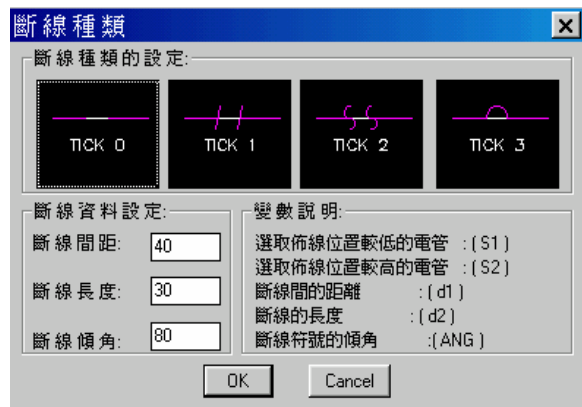 斷線種類
斷線種類的設定:
TICK 0
TICK 1
TICK 2
TICK 3
斷線資料設定:
斷線間距: 40
斷線長度: 30
斷線傾角: 80
變數說明:
選取佈線位置較低的電管 :(S1)
選取佈線位置較高的電管 :(S2)
斷線間的距離 :(d1)
斷線的長度 :(d2)
斷線符號的傾角 :(ANG)
OK
Cancel